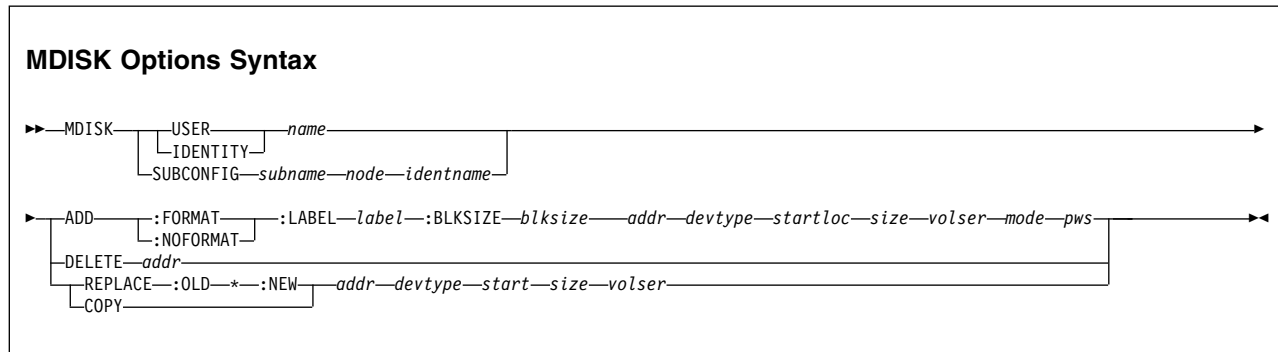 MDISK Options Syntax
MDISK USER name
IDENTITY
SUBCONFIG subname node identname
ADD :FORMAT :LABEL label :BLKSIZE blksize addr devtype startloc size volser mode pws
:NOFORMAT
DELETE addr
REPLACE :OLD * :NEW addr devtype start size volser
COPY